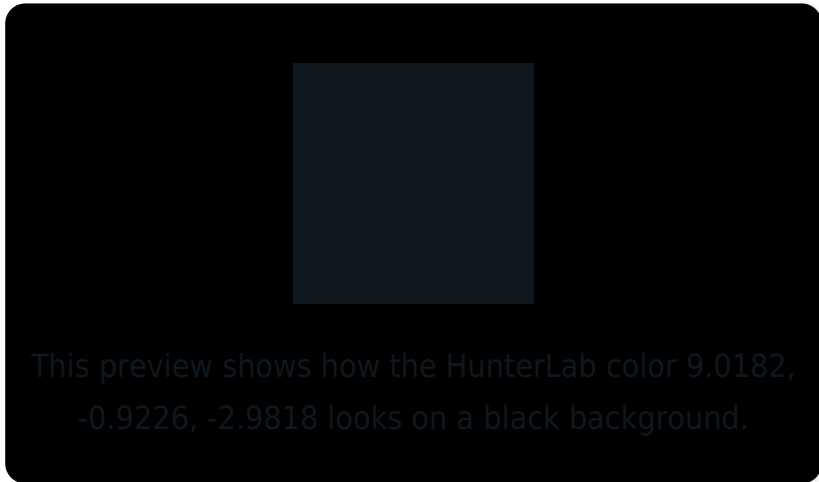 This preview shows how the HunterLab color 9.0182,
-0.9226, -2.9818 looks on a black background.